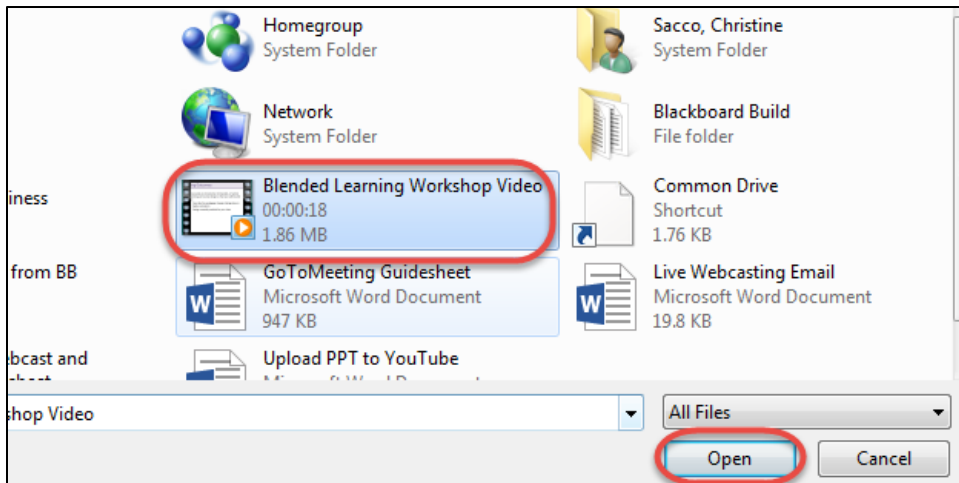 Homegroup
System Folder
Sacco, Christine
System Folder
Network
System Folder
Blackboard Build
File folder
iness
Blended Learning Workshop Video
00:00:18
1.86 MB
Common Drive
Shortcut
1.76 KB
from BB
GoToMeeting Guidesheet
Microsoft Word Document
947 KB
Live Webcasting Email
Microsoft Word Document
19.8 KB
ebcast and
Upload PPT to YouTube
shop Video
All Files
Open
Cancel